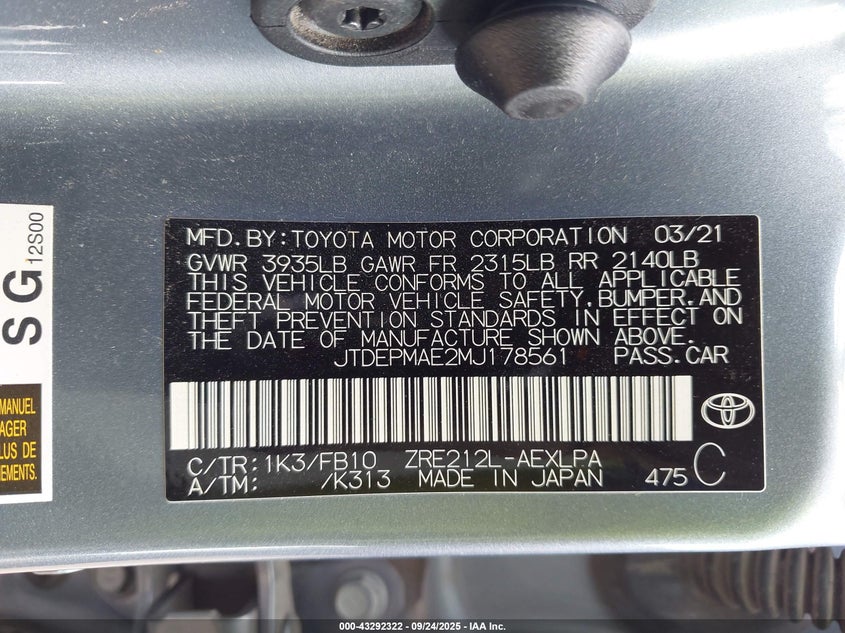 MFD. BY: TOYOTA MOTOR CORPORATION 03/21
GVWR 3935LB GAWR FR 2315LB RR 2140LB
THIS VEHICLE CONFORMS TO ALL APPLICABLE
FEDERAL MOTOR VEHICLE SAFETY, BUMPER, AND
THEFT PREVENTION STANDARDS IN EFFECT ON
THE DATE OF MANUFACTURE SHOWN ABOVE.
JTDEPMAE2MJ178561 PASS.CAR
C/TR: 1K3/FB10 ZRE212L-AEXLPA
A/TM: /K313 MADE IN JAPAN 475 C
SG
12S00
MANUEL
AGER
LUS DE
NEMENTS.
000-43292322 — 09/24/2025 — IAA Inc.